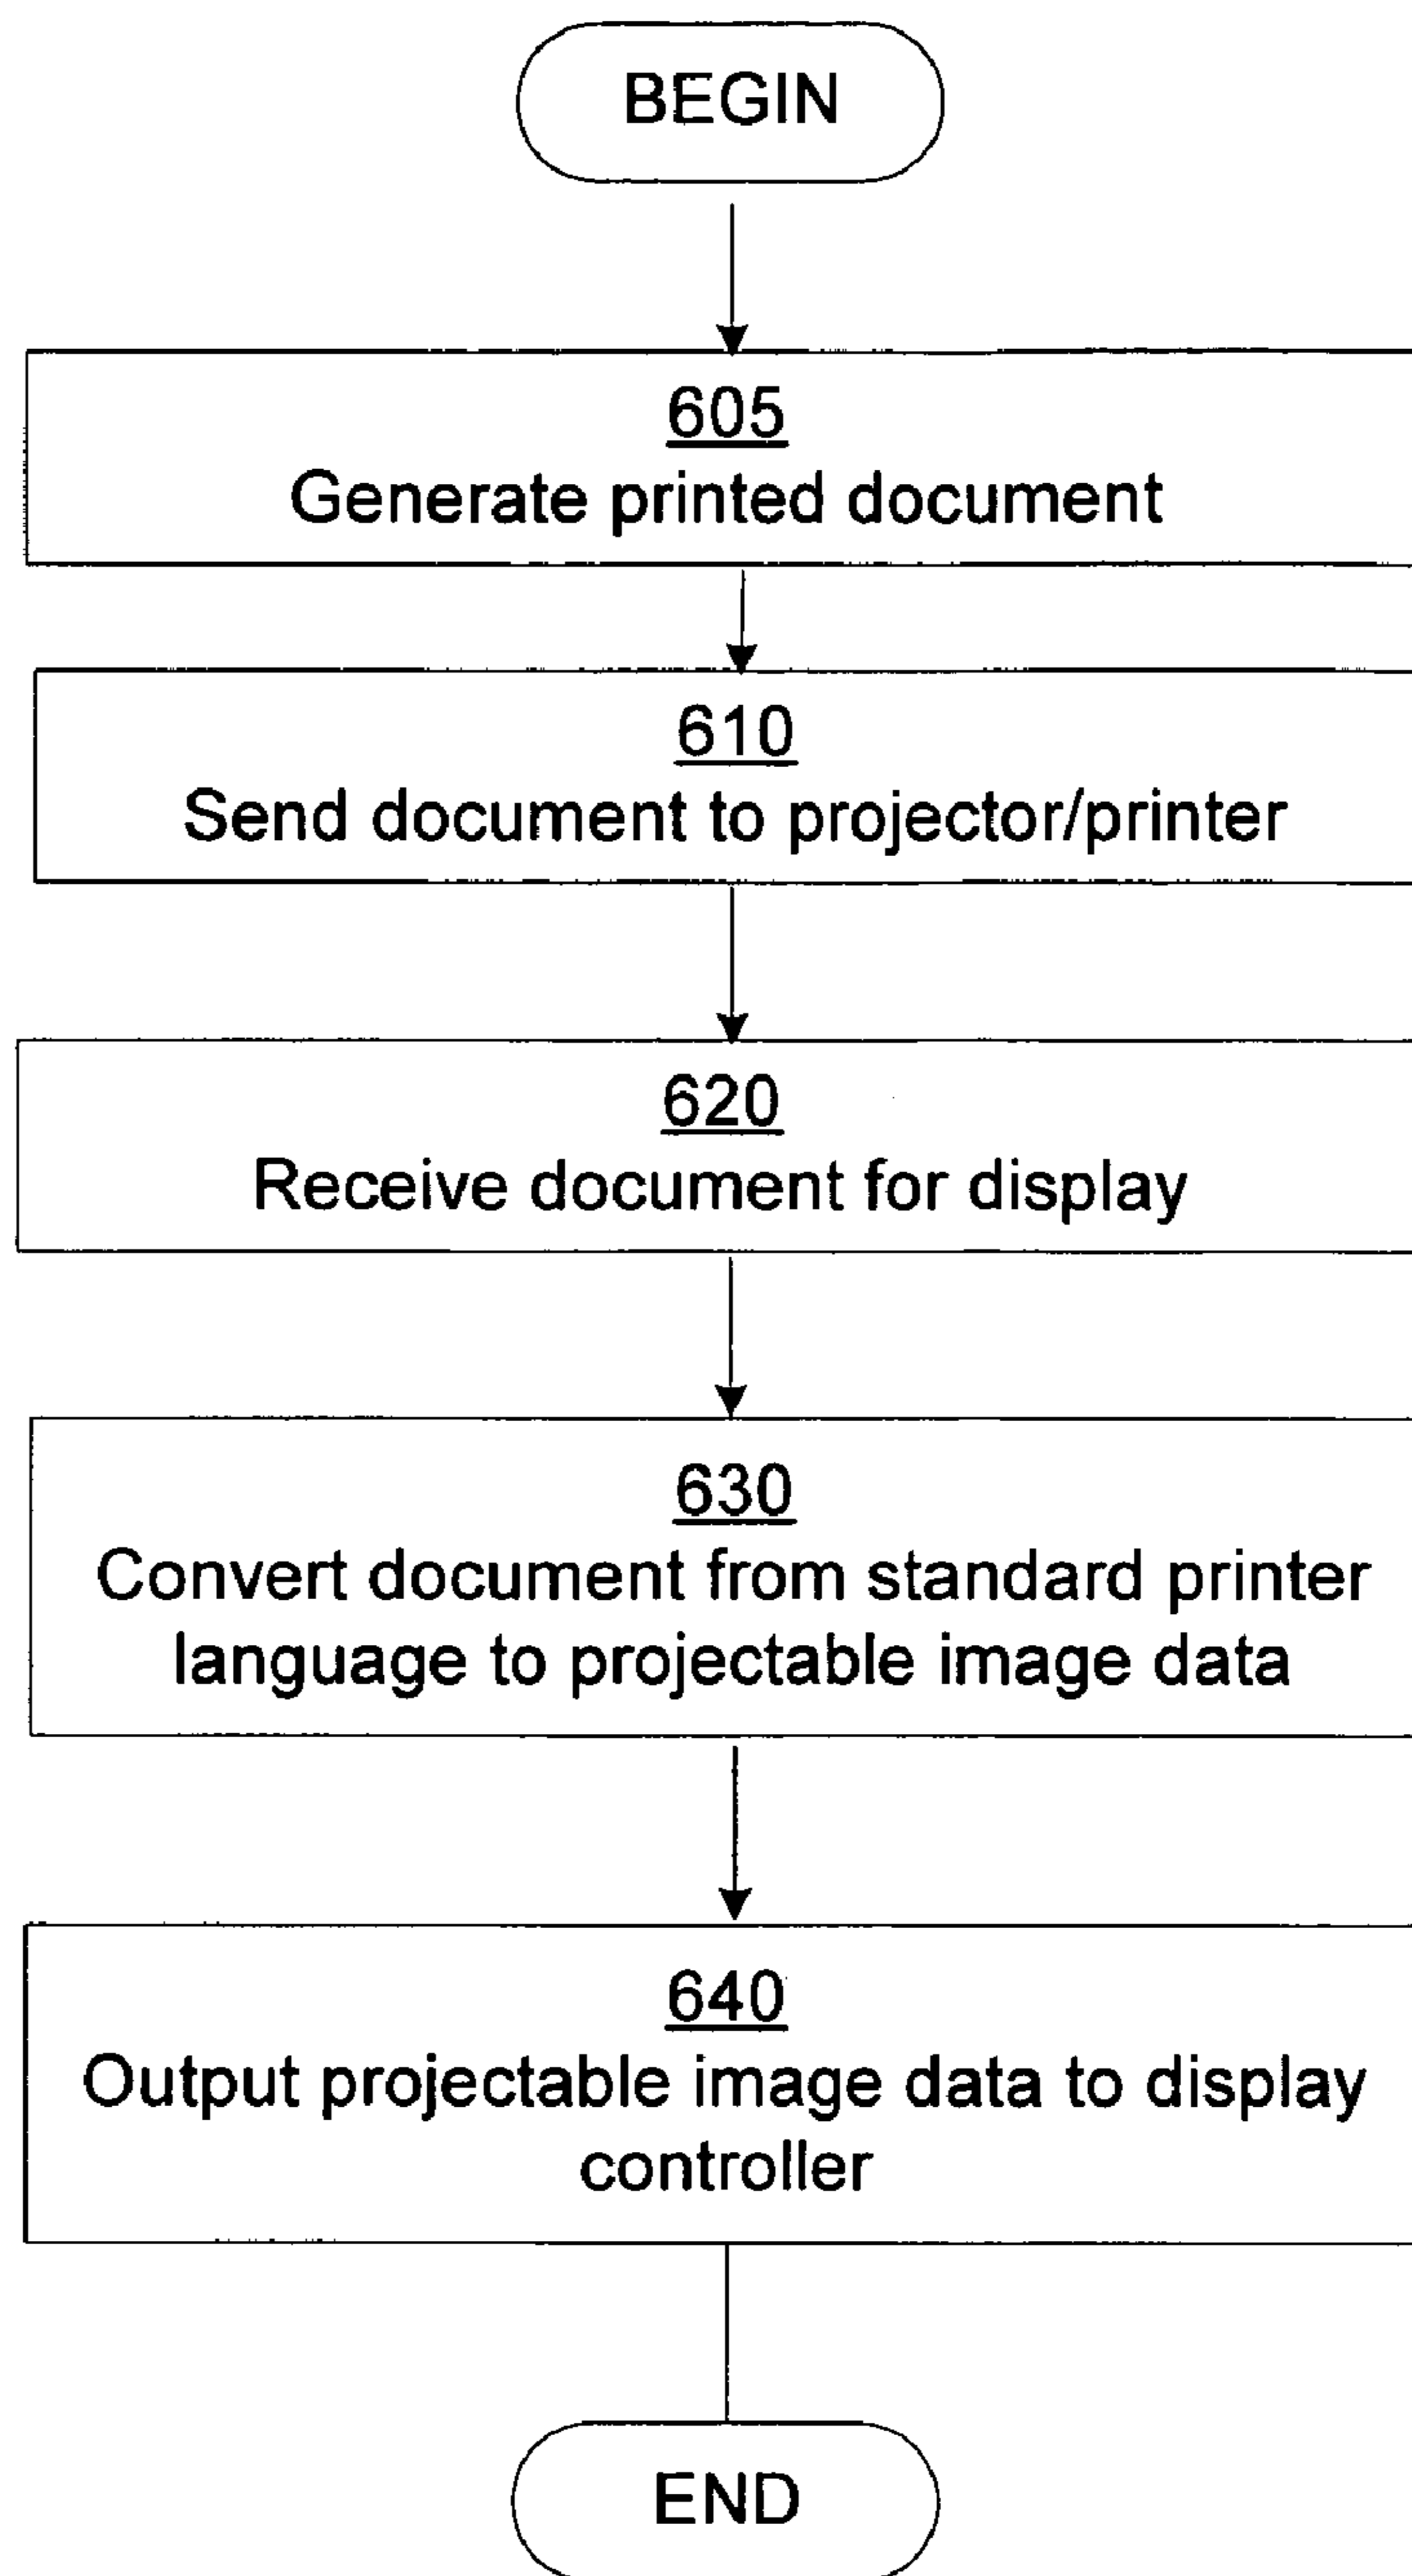 BEGIN
605
Generate printed document
610
Send document to projector/printer
620
Receive document for display
630
Convert document from standard printer
language to projectable image data
640
Output projectable image data to display
controller
END